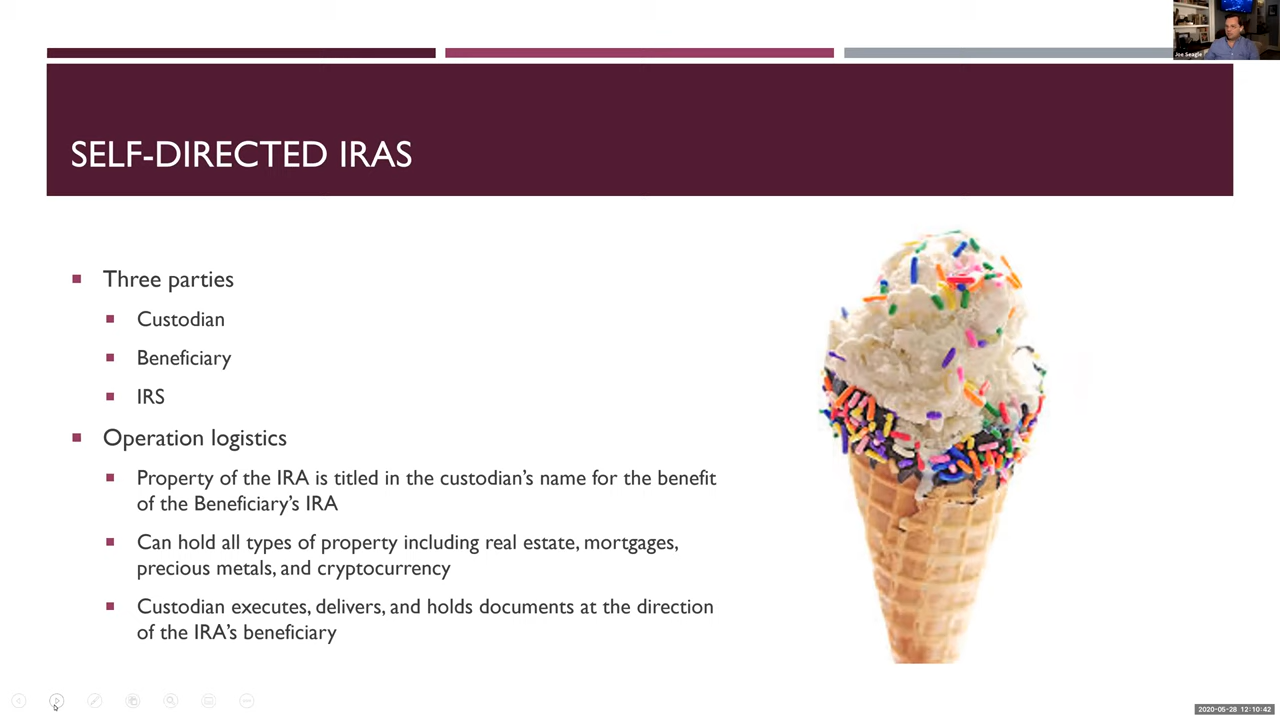 Joe Seagle
SELF-DIRECTED IRAS
Three parties
Custodian
Beneficiary
IRS
Operation logistics
Property of the IRA is titled in the custodian’s name for the benefit
of the Beneficiary’s IRA
Can hold all types of property including real estate, mortgages,
precious metals, and cryptocurrency
Custodian executes, delivers, and holds documents at the direction
of the IRA’s beneficiary
2020-05-28 12:10:42